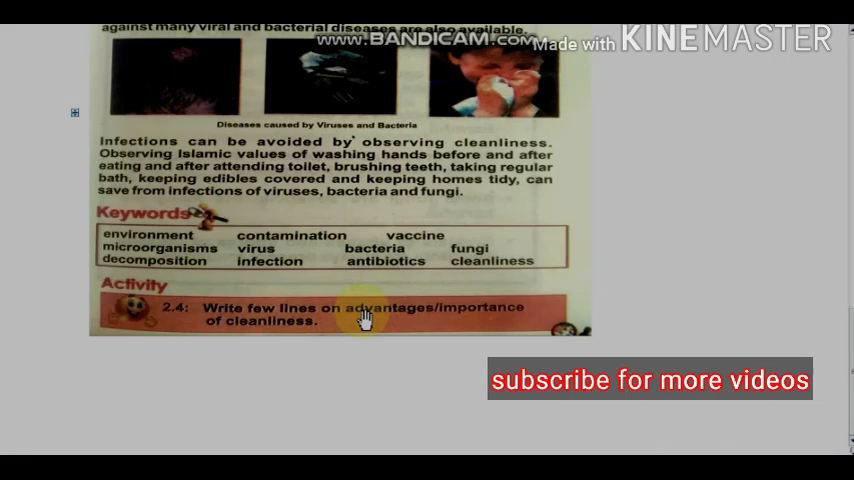 against many viral and bacterial diseases are also available.
www.BANDICAM.com
Made with KINEMASTER
Diseases caused by Viruses and Bacteria
Infections can be avoided by observing cleanliness.
Observing Islamic values of washing hands before and after
eating and after attending toilet, brushing teeth, taking regular
bath, keeping edibles covered and keeping homes tidy, can
save from infections of viruses, bacteria and fungi.
Keywords
environment contamination vaccine
microorganisms virus bacteria fungi
decomposition infection antibiotics cleanliness
Activity
2.4: Write few lines on advantages/importance
of cleanliness.
subscribe for more videos